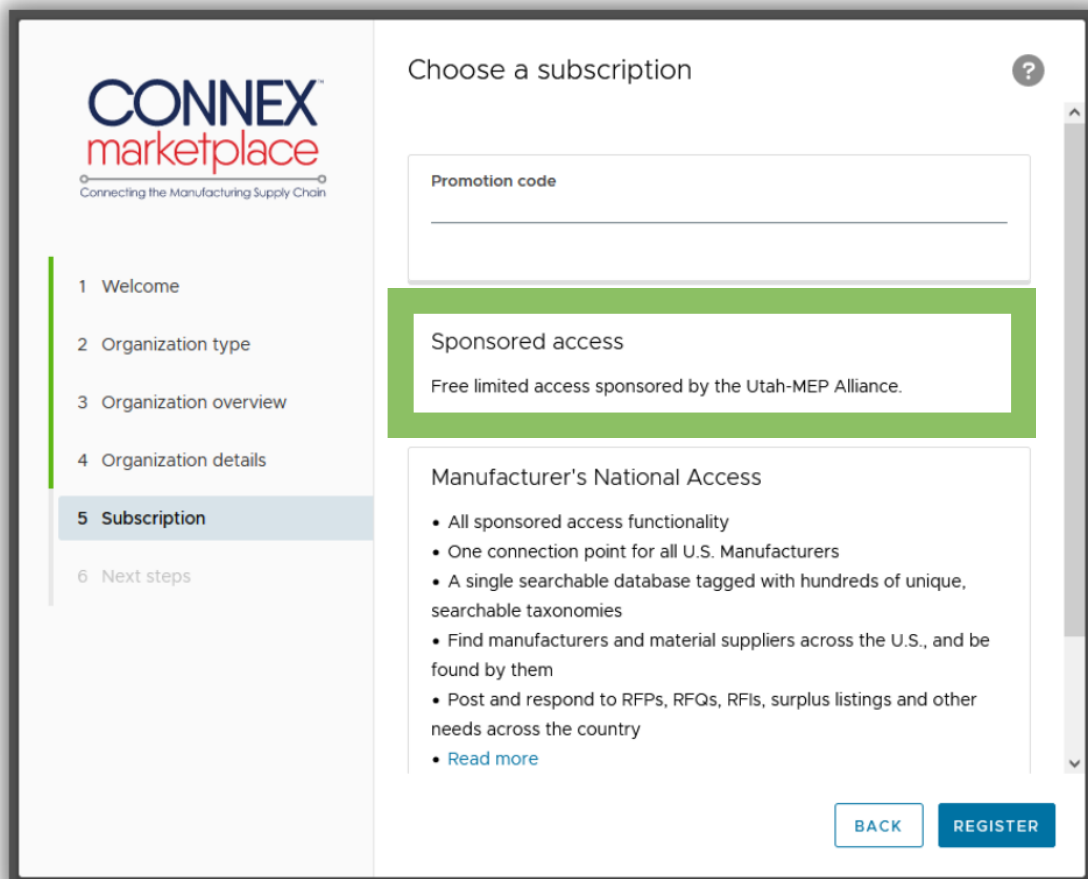 CONNEX™
marketplace
Connecting the Manufacturing Supply Chain
1 Welcome
2 Organization type
3 Organization overview
4 Organization details
5 Subscription
6 Next steps
Choose a subscription
?
Promotion code
Sponsored access
Free limited access sponsored by the Utah-MEP Alliance.
Manufacturer's National Access
• All sponsored access functionality
• One connection point for all U.S. Manufacturers
• A single searchable database tagged with hundreds of unique,
searchable taxonomies
• Find manufacturers and material suppliers across the U.S., and be
found by them
• Post and respond to RFPs, RFQs, RFIs, surplus listings and other
needs across the country
• Read more
BACK
REGISTER